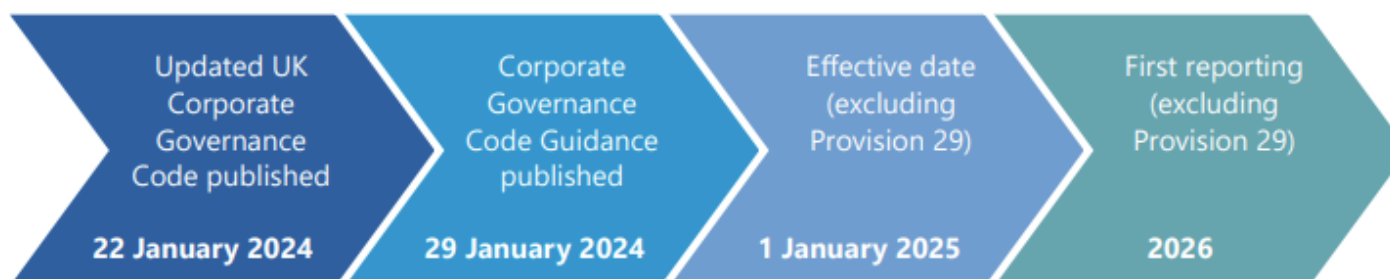 Updated UK
Corporate
Governance
Code published
22 January 2024
Corporate
Governance
Code Guidance
published
29 January 2024
Effective date
(excluding
Provision 29)
1 January 2025
First reporting
(excluding
Provision 29)
2026